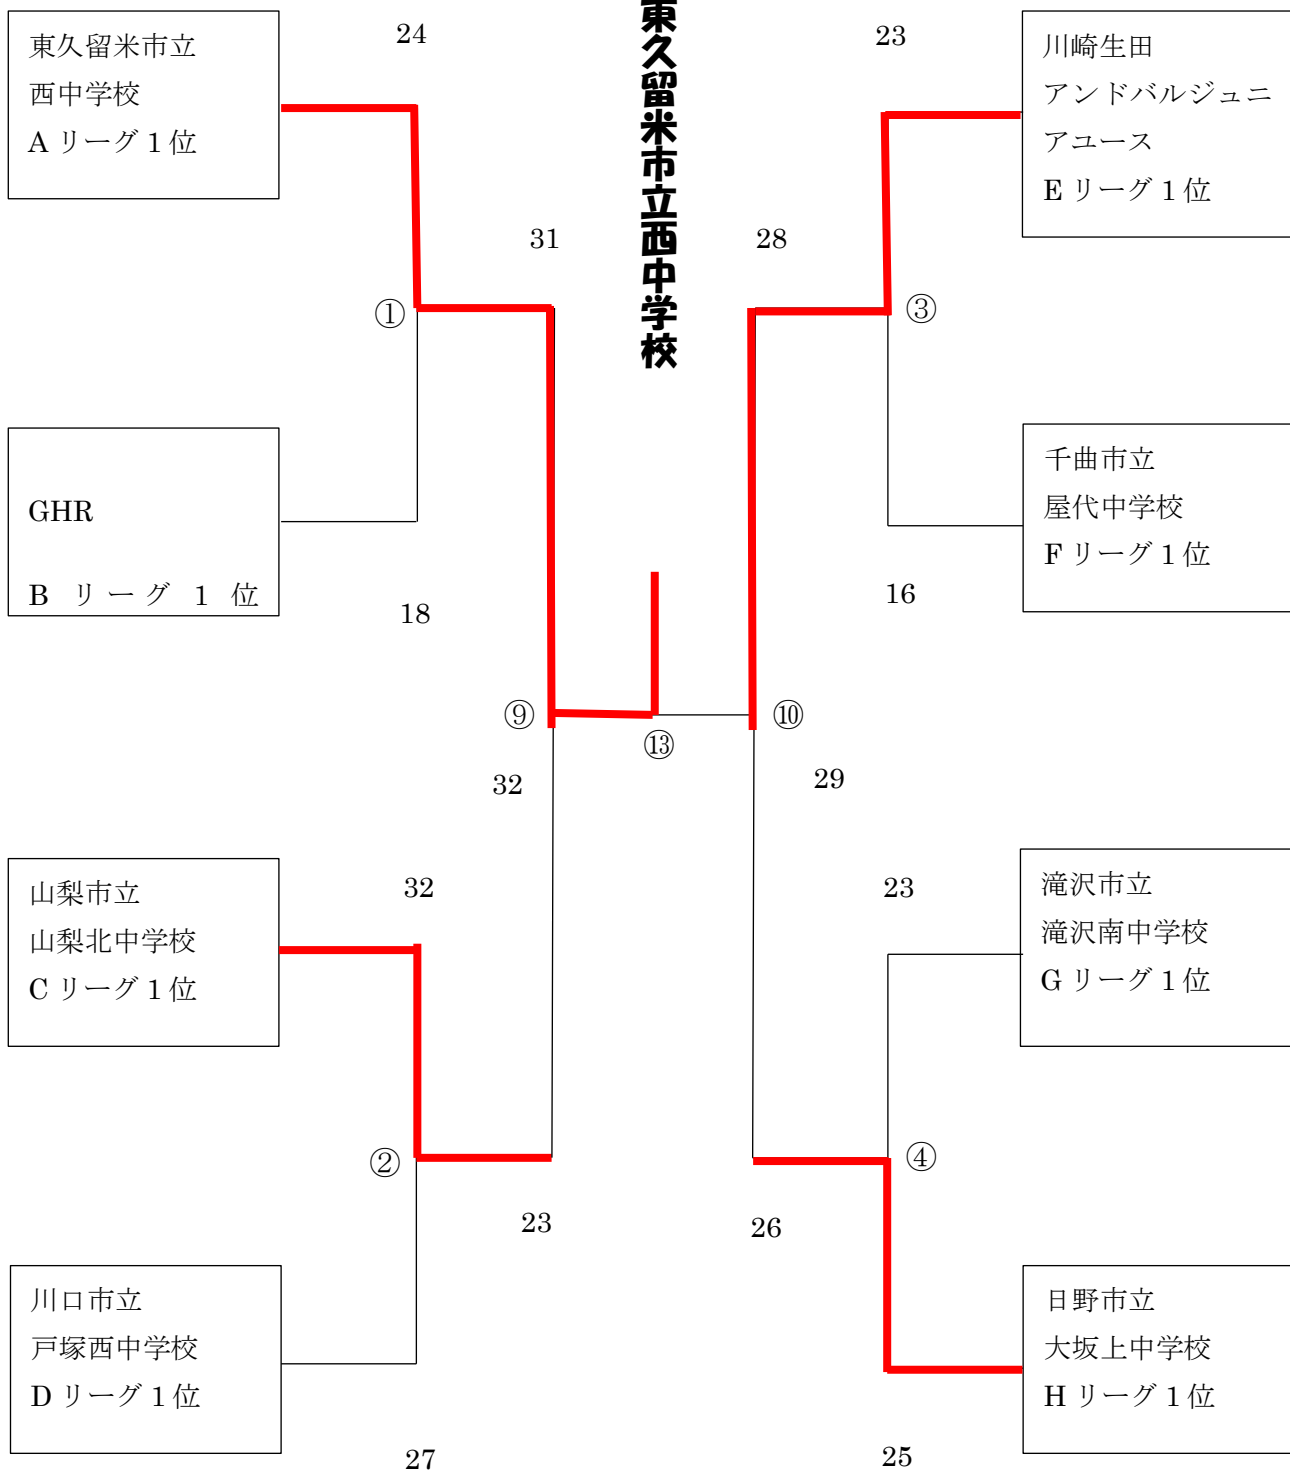 東久留米市立西中学校
24
23
東久留米市立
西中学校
A リーグ 1 位
川崎生田
アンドバルジュニ
アユース
E リーグ 1 位
31
28
①
③
GHR
B リーグ 1 位
千曲市立
屋代中学校
F リーグ 1 位
18
16
⑨
⑬
⑩
32
29
山梨市立
山梨北中学校
C リーグ 1 位
32
23
滝沢市立
滝沢南中学校
G リーグ 1 位
②
④
23
26
川口市立
戸塚西中学校
D リーグ 1 位
日野市立
大坂上中学校
H リーグ 1 位
27
25